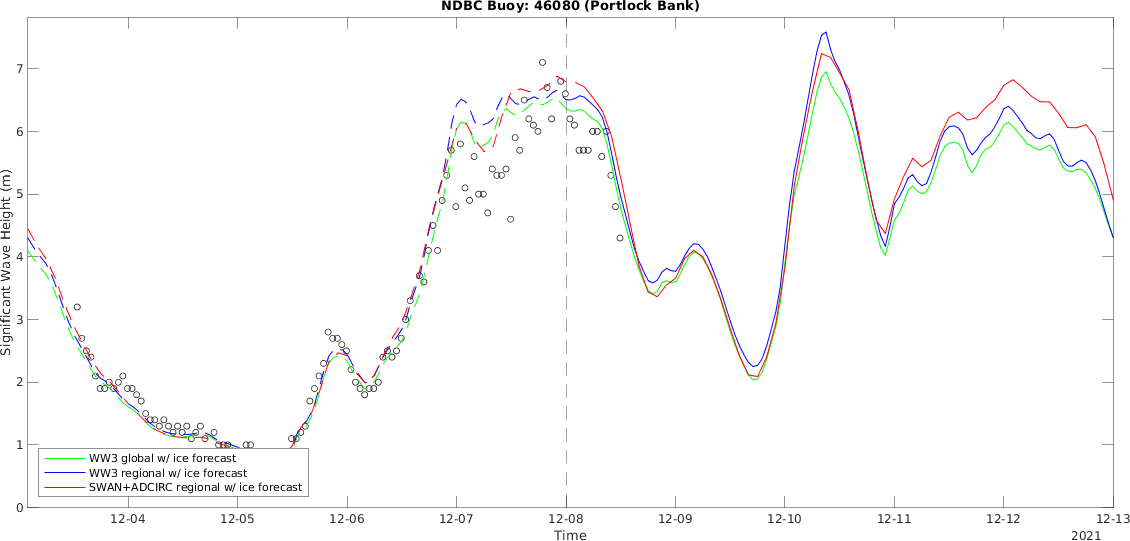 NDBC Buoy: 46080 (Portlock Bank)
Significant Wave Height (m)
7
6
5
4
3
2
1
0
WW3 global w/ ice forecast
WW3 regional w/ ice forecast
SWAN+ADCIRC regional w/ ice forecast
12-04 12-05 12-06 12-07 12-08 12-09 12-10 12-11 12-12 12-13
Time
2021